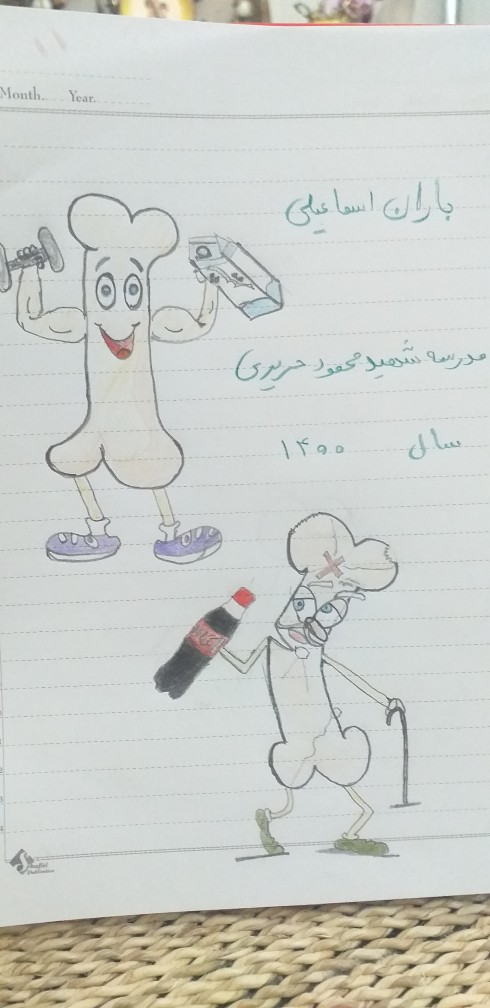 Month. Year.
باران اسماعیلی
مدرسه شهید محمود حریری
سال ۱۴۰۰